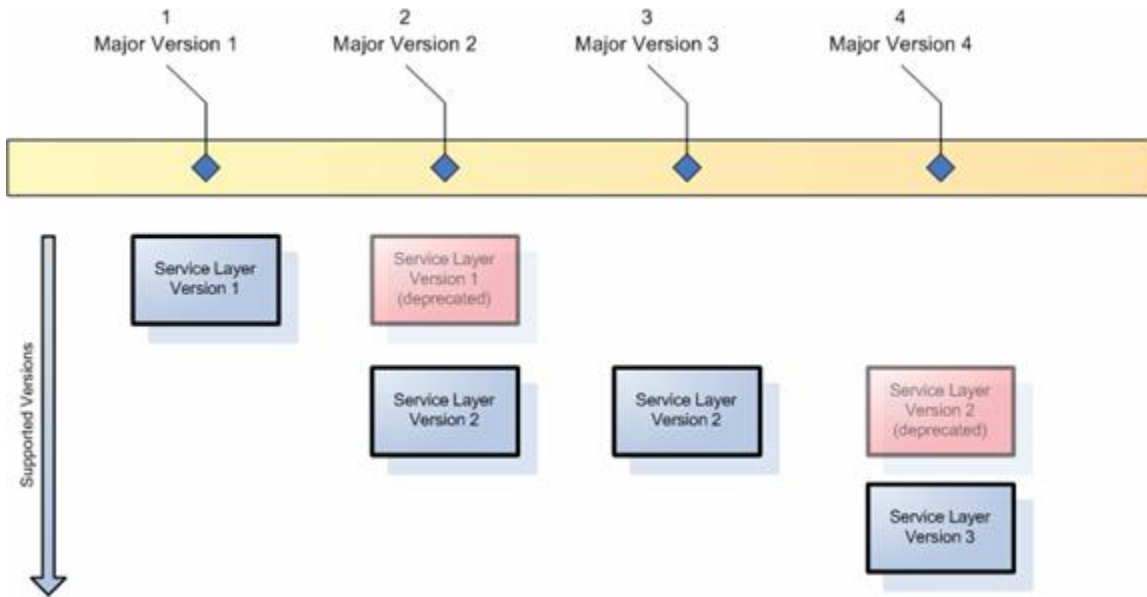 1
Major Version 1
2
Major Version 2
3
Major Version 3
4
Major Version 4
Supported Versions
Service Layer
Version 1
Service Layer
Version 1
(deprecated)
Service Layer
Version 2
Service Layer
Version 2
Service Layer
Version 2
(deprecated)
Service Layer
Version 3